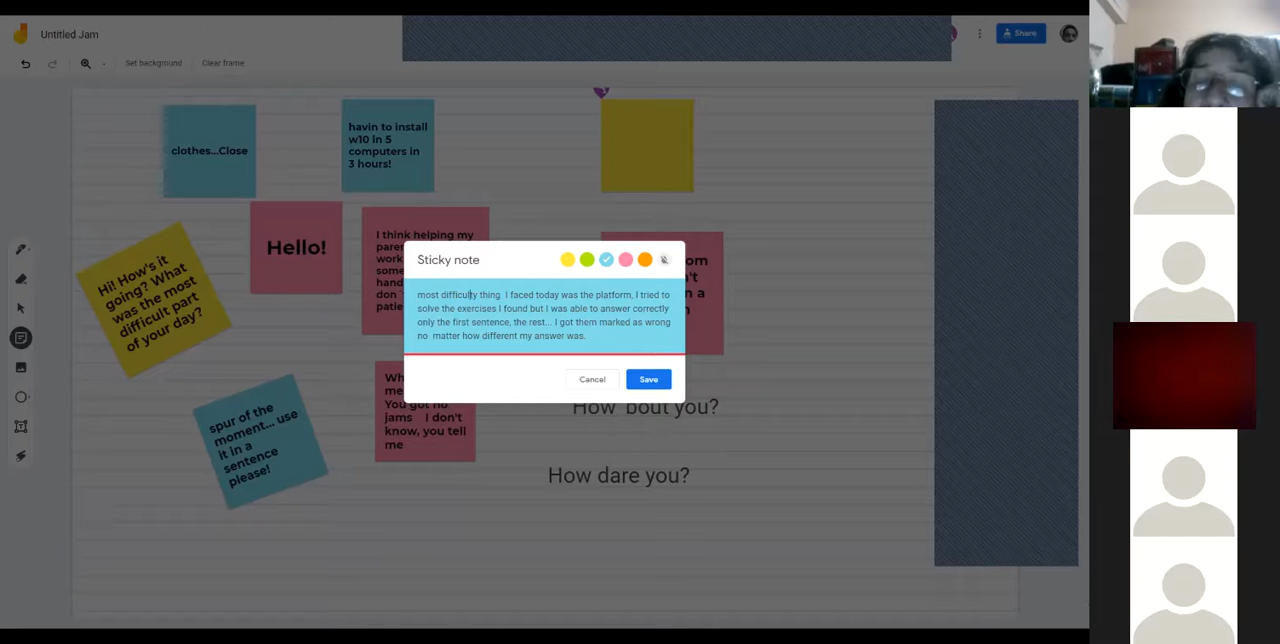 Untitled Jam
Share
Set background
Clear frame
clothes...Close
havin to install
w10 in 5
computers in
3 hours!
Hi! How's it
going? What
was the most
difficult part
of your day?
Hello!
I think helping my
work
some
hand
don
Sticky note
most difficulty thing I faced today was the platform, I tried to
solve the exercises I found but I was able to answer correctly
only the first sentence, the rest... I got them marked as wrong
no matter how different my answer was.
Cancel
Save
spur of the
moment... use
it in a
sentence
please!
me
You got no
jams I don't
know, you tell
me
How 'bout you?
How dare you?